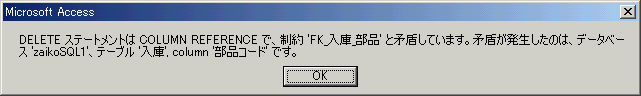 Microsoft Access
DELETE ステートメントは COLUMN REFERENCE で、制約 'FK_入庫_部品' と矛盾しています。矛盾が発生したのは、データベー
ス 'zaikoSQL1'、テーブル '入庫', column '部品コード' です。
OK